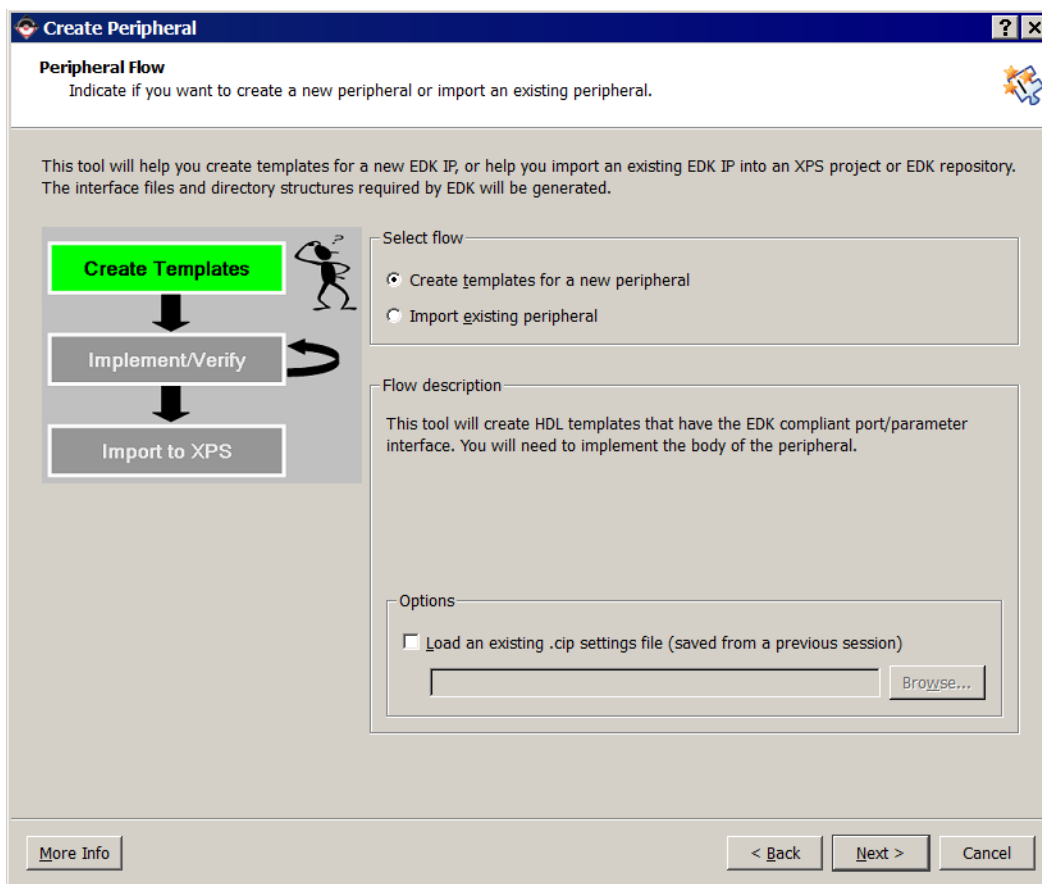 Create Peripheral
?
Peripheral Flow
Indicate if you want to create a new peripheral or import an existing peripheral.
This tool will help you create templates for a new EDK IP, or help you import an existing EDK IP into an XPS project or EDK repository.
The interface files and directory structures required by EDK will be generated.
Create Templates
?
Implement/Verify
Import to XPS
Select flow
Create templates for a new peripheral
Import existing peripheral
Flow description
This tool will create HDL templates that have the EDK compliant port/parameter
interface. You will need to implement the body of the peripheral.
Options
Load an existing .cip settings file (saved from a previous session)
Browse...
More Info
< Back
Next >
Cancel